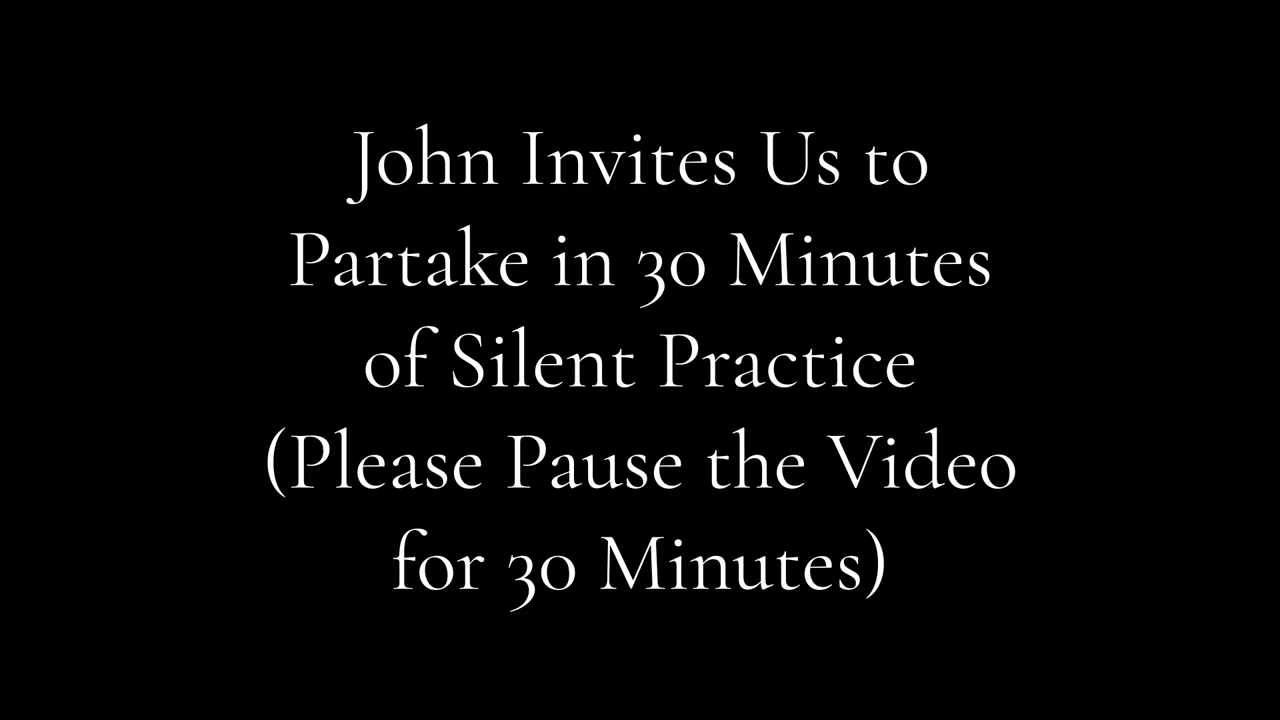 John Invites Us to
Partake in 30 Minutes
of Silent Practice
(Please Pause the Video
for 30 Minutes)